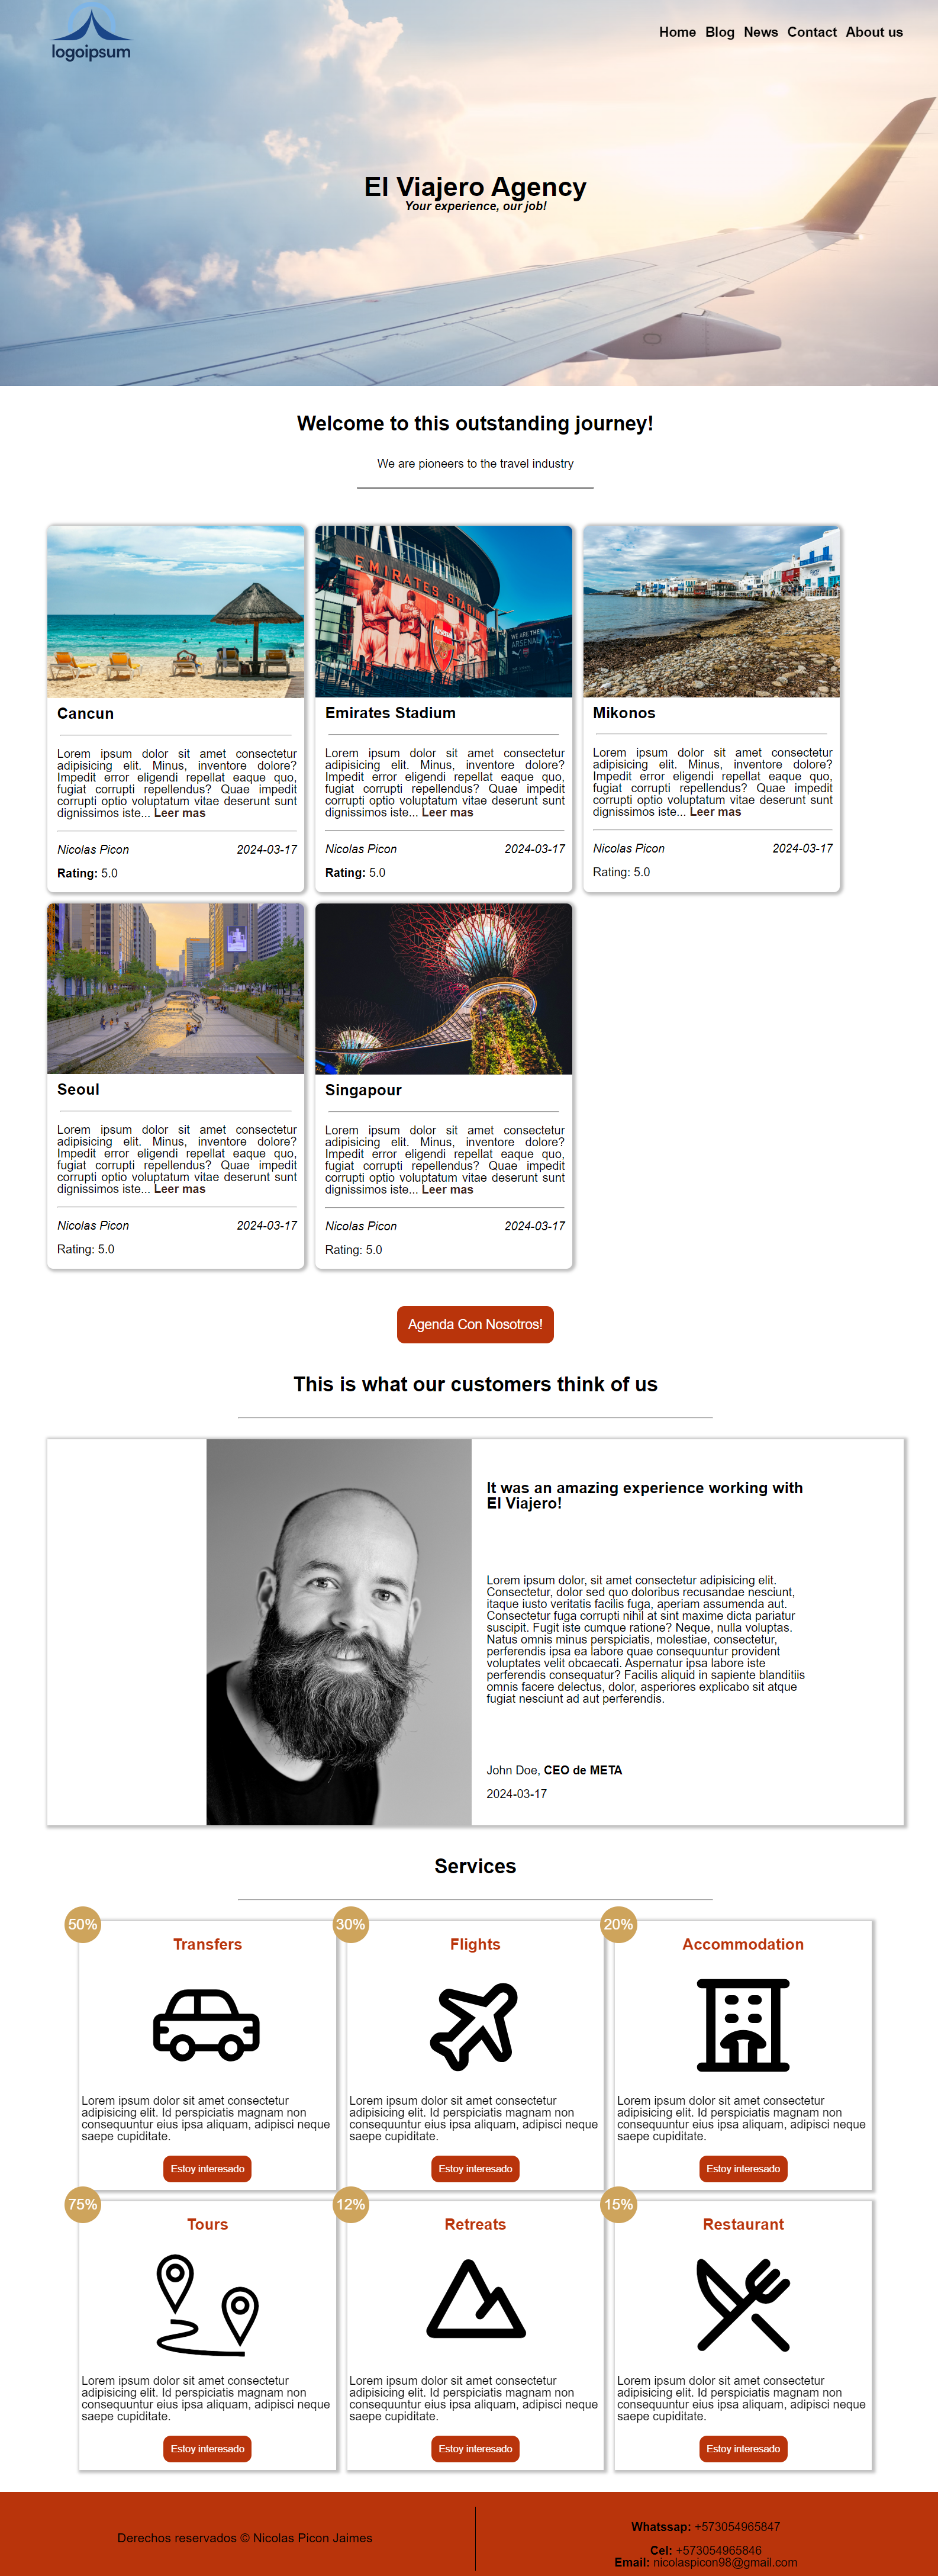 logoipsum
Home Blog News Contact About us
El Viajero Agency
Your experience, our job!
Welcome to this outstanding journey!
We are pioneers to the travel industry
Cancun
Lorem ipsum dolor sit amet consectetur
adipisicing elit. Minus, inventore dolore?
Impedit error eligendi repellat eaque quo,
fugiat corrupti repellendus? Quae impedit
corrupti optio voluptatum vitae deserunt sunt
dignissimos iste... Leer mas
Nicolas Picon 2024-03-17
Rating: 5.0
EMIRATES STADIUM
Arsenal
WE ARE THE
ARSENAL
Emirates Stadium
Lorem ipsum dolor sit amet consectetur
adipisicing elit. Minus, inventore dolore?
Impedit error eligendi repellat eaque quo,
fugiat corrupti repellendus? Quae impedit
corrupti optio voluptatum vitae deserunt sunt
dignissimos iste... Leer mas
Nicolas Picon 2024-03-17
Rating: 5.0
Mikonos
Lorem ipsum dolor sit amet consectetur
adipisicing elit. Minus, inventore dolore?
Impedit error eligendi repellat eaque quo,
fugiat corrupti repellendus? Quae impedit
corrupti optio voluptatum vitae deserunt sunt
dignissimos iste... Leer mas
Nicolas Picon 2024-03-17
Rating: 5.0
Seoul
Lorem ipsum dolor sit amet consectetur
adipisicing elit. Minus, inventore dolore?
Impedit error eligendi repellat eaque quo,
fugiat corrupti repellendus? Quae impedit
corrupti optio voluptatum vitae deserunt sunt
dignissimos iste... Leer mas
Nicolas Picon 2024-03-17
Rating: 5.0
Singapour
Lorem ipsum dolor sit amet consectetur
adipisicing elit. Minus, inventore dolore?
Impedit error eligendi repellat eaque quo,
fugiat corrupti repellendus? Quae impedit
corrupti optio voluptatum vitae deserunt sunt
dignissimos iste... Leer mas
Nicolas Picon 2024-03-17
Rating: 5.0
Agenda Con Nosotros!
This is what our customers think of us
It was an amazing experience working with
El Viajero!
Lorem ipsum dolor, sit amet consectetur adipisicing elit.
Consectetur, dolor sed quo doloribus recusandae nesciunt,
itaque iusto veritatis facilis fuga, aperiam assumenda aut.
Consectetur fuga corrupti nihil at sint maxime dicta pariatur
suscipit. Fugit iste cumque ratione? Neque, nulla voluptas.
Natus omnis minus perspiciatis, molestiae, consectetur,
perferendis ipsa ea labore quae consequuntur provident
voluptates velit obcaecati. Aspernatur ipsa labore iste
perferendis consequatur? Facilis aliquid in sapiente blanditiis
omnis facere delectus, dolor, asperiores explicabo sit atque
fugiat nesciunt ad aut perferendis.
John Doe, CEO de META
2024-03-17
Services
50%
Transfers
Lorem ipsum dolor sit amet consectetur
adipisicing elit. Id perspiciatis magnam non
consequuntur eius ipsa aliquam, adipisci neque
saepe cupiditate.
Estoy interesado
30%
Flights
Lorem ipsum dolor sit amet consectetur
adipisicing elit. Id perspiciatis magnam non
consequuntur eius ipsa aliquam, adipisci neque
saepe cupiditate.
Estoy interesado
20%
Accommodation
Lorem ipsum dolor sit amet consectetur
adipisicing elit. Id perspiciatis magnam non
consequuntur eius ipsa aliquam, adipisci neque
saepe cupiditate.
Estoy interesado
75%
Tours
Lorem ipsum dolor sit amet consectetur
adipisicing elit. Id perspiciatis magnam non
consequuntur eius ipsa aliquam, adipisci neque
saepe cupiditate.
Estoy interesado
12%
Retreats
Lorem ipsum dolor sit amet consectetur
adipisicing elit. Id perspiciatis magnam non
consequuntur eius ipsa aliquam, adipisci neque
saepe cupiditate.
Estoy interesado
15%
Restaurant
Lorem ipsum dolor sit amet consectetur
adipisicing elit. Id perspiciatis magnam non
consequuntur eius ipsa aliquam, adipisci neque
saepe cupiditate.
Estoy interesado
Derechos reservados © Nicolas Picon Jaimes
Whatssap: +573054965847
Cel: +573054965846
Email: nicolaspicon98@gmail.com